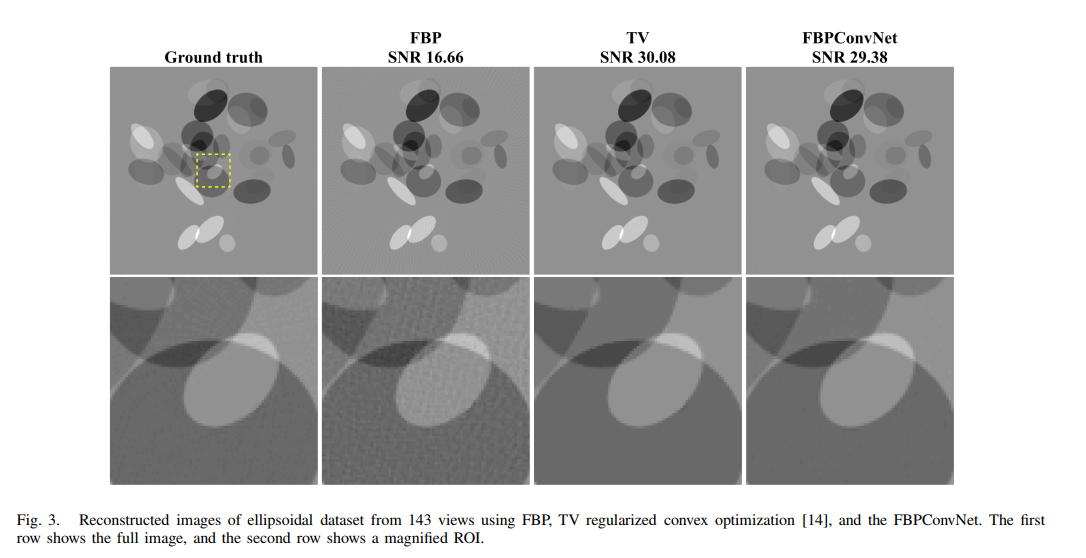 Ground truth
FBP
SNR 16.66
TV
SNR 30.08
FBPConvNet
SNR 29.38
Fig. 3. Reconstructed images of ellipsoidal dataset from 143 views using FBP, TV regularized convex optimization [14], and the FBPConvNet. The first
row shows the full image, and the second row shows a magnified ROI.